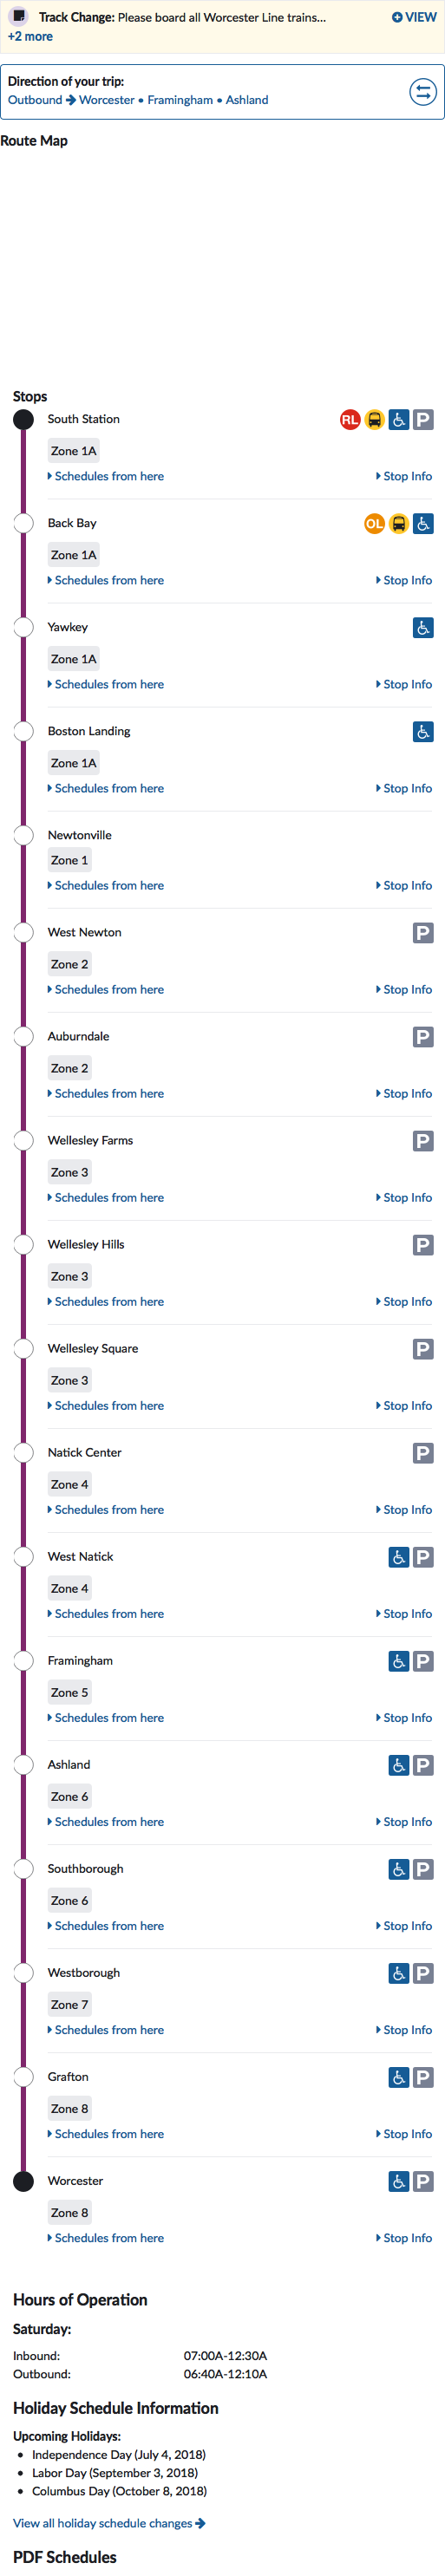 Track Change: Please board all Worcester Line trains...
VIEW
+2 more
Direction of your trip:
Outbound Worcester • Framingham • Ashland
Route Map
Stops
South Station
RL
P
Zone 1A
Schedules from here
Stop Info
Back Bay
OL
Zone 1A
Schedules from here
Stop Info
Yawkey
Zone 1A
Schedules from here
Stop Info
Boston Landing
Zone 1A
Schedules from here
Stop Info
Newtonville
Zone 1
Schedules from here
Stop Info
West Newton
P
Zone 2
Schedules from here
Stop Info
Auburndale
P
Zone 2
Schedules from here
Stop Info
Wellesley Farms
P
Zone 3
Schedules from here
Stop Info
Wellesley Hills
P
Zone 3
Schedules from here
Stop Info
Wellesley Square
P
Zone 3
Schedules from here
Stop Info
Natick Center
P
Zone 4
Schedules from here
Stop Info
West Natick
P
Zone 4
Schedules from here
Stop Info
Framingham
P
Zone 5
Schedules from here
Stop Info
Ashland
P
Zone 6
Schedules from here
Stop Info
Southborough
P
Zone 6
Schedules from here
Stop Info
Westborough
P
Zone 7
Schedules from here
Stop Info
Grafton
P
Zone 8
Schedules from here
Stop Info
Worcester
P
Zone 8
Schedules from here
Stop Info
Hours of Operation
Saturday:
Inbound: 07:00A-12:30A
Outbound: 06:40A-12:10A
Holiday Schedule Information
Upcoming Holidays:
• Independence Day (July 4, 2018)
• Labor Day (September 3, 2018)
• Columbus Day (October 8, 2018)
View all holiday schedule changes
PDF Schedules